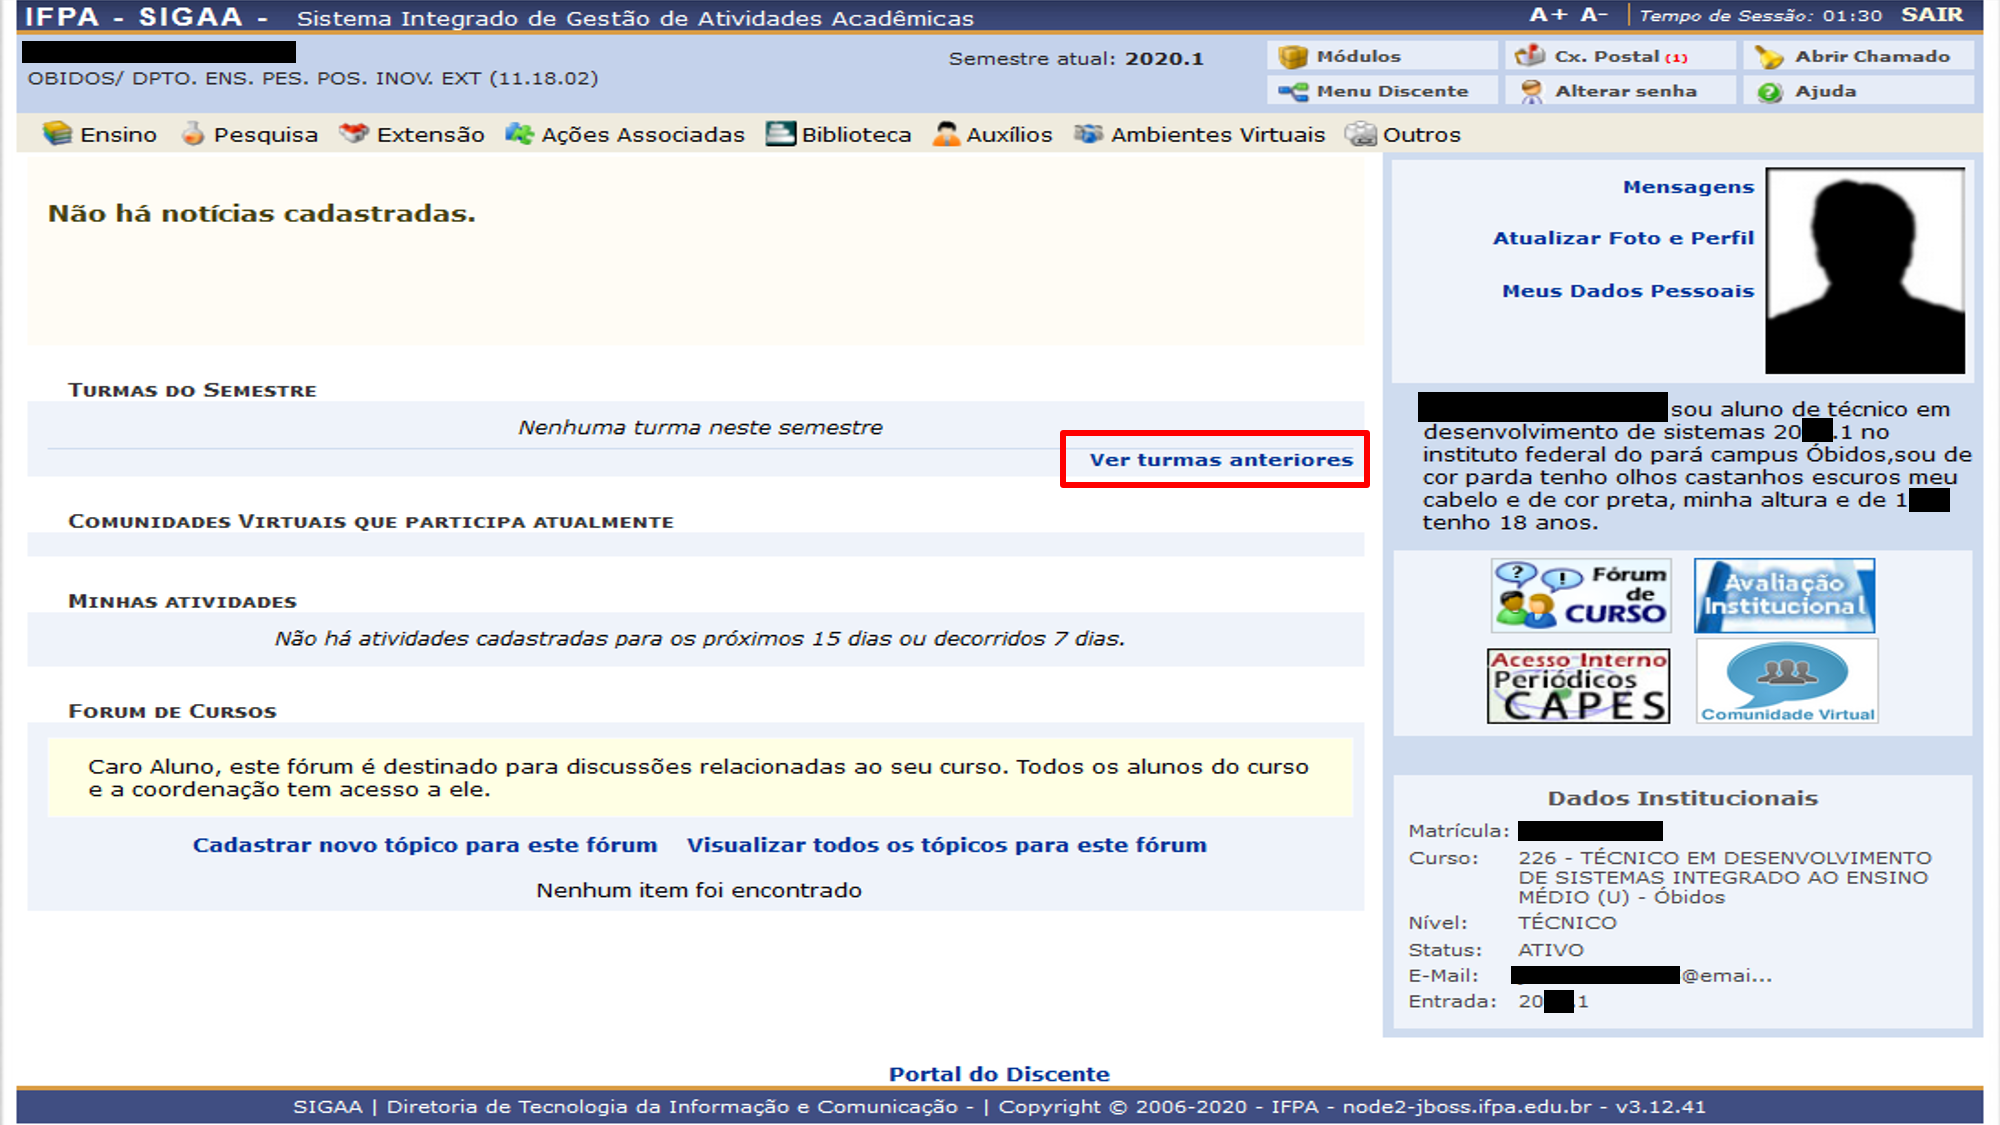 IFPA - SIGAA - Sistema Integrado de Gestão de Atividades Acadêmicas
A+ A- Tempo de Sessão: 01:30 SAIR
OBIDOS/ DPTO. ENS. PES. POS. INOV. EXT (11.18.02)
Semestre atual: 2020.1
Módulos
Cx. Postal (1)
Abrir Chamado
Menu Discente
Alterar senha
Ajuda
Ensino Pesquisa Extensão Ações Associadas Biblioteca Auxílios Ambientes Virtuais Outros
Não há notícias cadastradas.
TURMAS DO SEMESTRE
Nenhuma turma neste semestre
Ver turmas anteriores
COMUNIDADES VIRTUAIS QUE PARTICIPA ATUALMENTE
MINHAS ATIVIDADES
Não há atividades cadastradas para os próximos 15 dias ou decorridos 7 dias.
FORUM DE CURSOS
Caro Aluno, este fórum é destinado para discussões relacionadas ao seu curso. Todos os alunos do curso
e a coordenação tem acesso a ele.
Cadastrar novo tópico para este fórum Visualizar todos os tópicos para este fórum
Nenhum item foi encontrado
Mensagens
Atualizar Foto e Perfil
Meus Dados Pessoais
sou aluno de técnico em
desenvolvimento de sistemas 20 .1 no
instituto federal do pará campus Óbidos,sou de
cor parda tenho olhos castanhos escuros meu
cabelo e de cor preta, minha altura e de 1
tenho 18 anos.
? ! Fórum
de
CURSO
Avaliação
Institucional
Acesso Interno
Periódicos
CAPES
Comunidade Virtual
Dados Institucionais
Matrícula:
Curso: 226 - TÉCNICO EM DESENVOLVIMENTO
DE SISTEMAS INTEGRADO AO ENSINO
MÉDIO (U) - Óbidos
Nível: TÉCNICO
Status: ATIVO
E-Mail: @emai...
Entrada: 20 .1
Portal do Discente
SIGAA | Diretoria de Tecnologia da Informação e Comunicação - | Copyright © 2006-2020 - IFPA - node2-jboss.ifpa.edu.br - v3.12.41